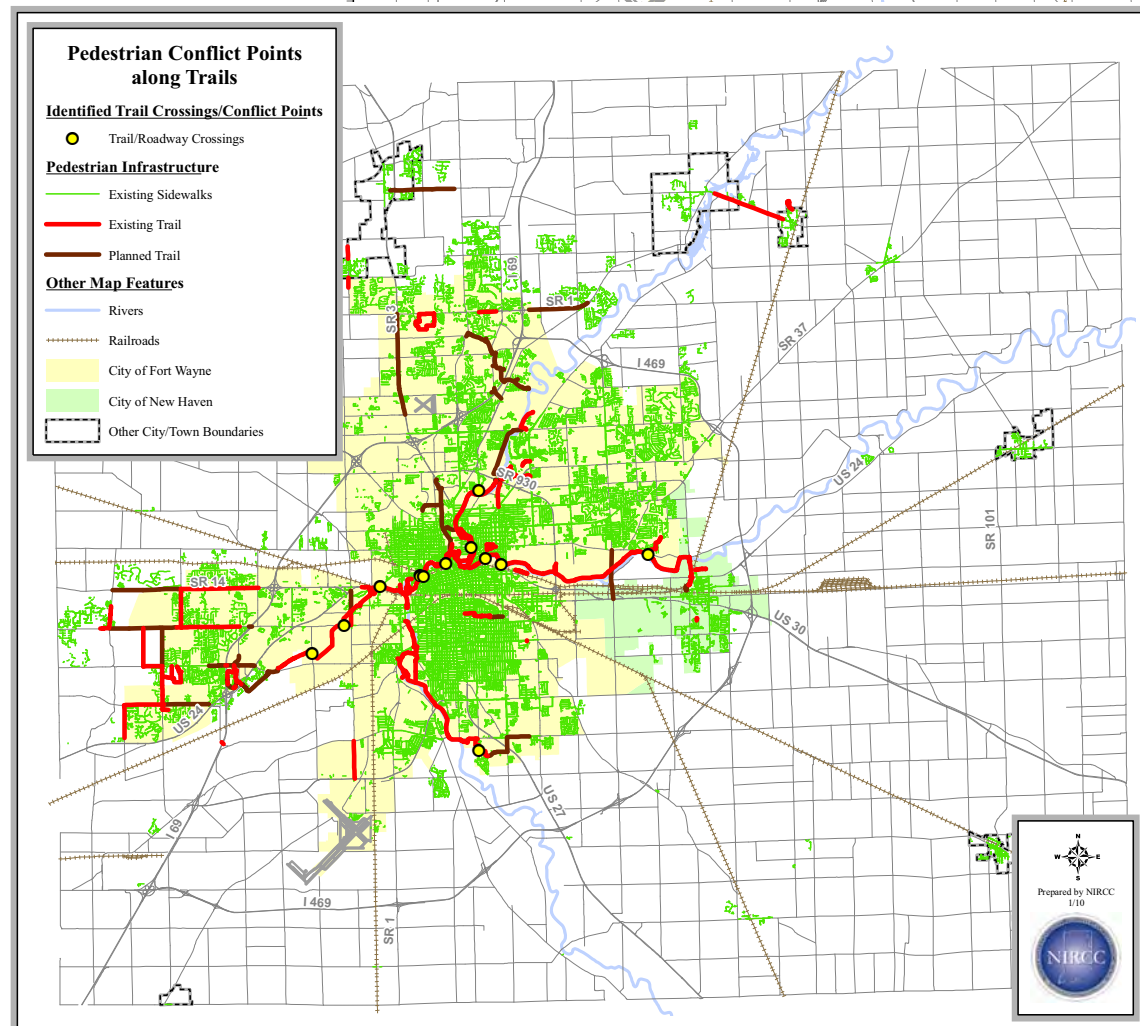 Pedestrian Conflict Points
along Trails
Identified Trail Crossings/Conflict Points
Trail/Roadway Crossings
Pedestrian Infrastructure
Existing Sidewalks
Existing Trail
Planned Trail
Other Map Features
Rivers
Railroads
City of Fort Wayne
City of New Haven
Other City/Town Boundaries
I 69
SR 1
SR 3
SR 37
I 469
SR 930
US 24
SR 101
SR 14
US 30
US 24
US 27
I 69
I 469
SR 1
N
W E
S
Prepared by NIRCC
1/10
NIRCC